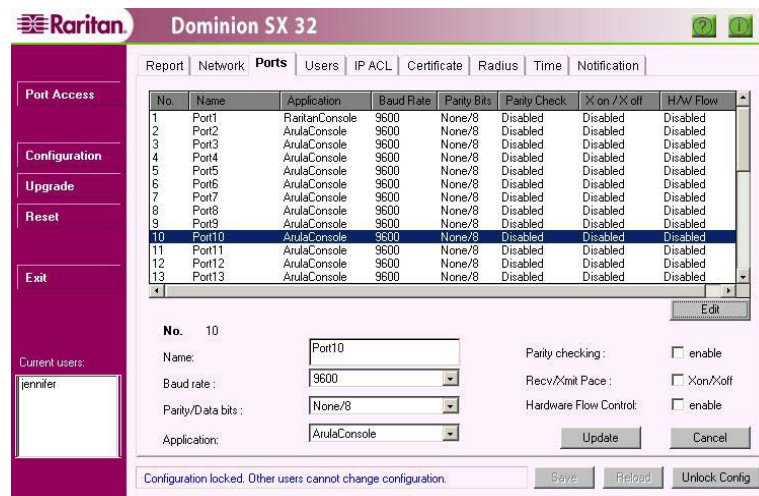 Raritan.
Dominion SX 32
? i
Report Network Ports Users IP ACL Certificate Radius Time Notification
Port Access
Configuration
Upgrade
Reset
Exit
Current users:
jennifer
No. Name Application Baud Rate Parity Bits Parity Check X on / X off H/W Flow
1 Port1 RaritanConsole 9600 None/8 Disabled Disabled Disabled
2 Port2 ArulaConsole 9600 None/8 Disabled Disabled Disabled
3 Port3 ArulaConsole 9600 None/8 Disabled Disabled Disabled
4 Port4 ArulaConsole 9600 None/8 Disabled Disabled Disabled
5 Port5 ArulaConsole 9600 None/8 Disabled Disabled Disabled
6 Port6 ArulaConsole 9600 None/8 Disabled Disabled Disabled
7 Port7 ArulaConsole 9600 None/8 Disabled Disabled Disabled
8 Port8 ArulaConsole 9600 None/8 Disabled Disabled Disabled
9 Port9 ArulaConsole 9600 None/8 Disabled Disabled Disabled
10 Port10 ArulaConsole 9600 None/8 Disabled Disabled Disabled
11 Port11 ArulaConsole 9600 None/8 Disabled Disabled Disabled
12 Port12 ArulaConsole 9600 None/8 Disabled Disabled Disabled
13 Port13 ArulaConsole 9600 None/8 Disabled Disabled Disabled
Edit
No. 10
Name: Port10 Parity checking : enable
Baud rate : 9600 Recv/Xmit Pace : Xon/Xoff
Parity/Data bits : None/8 Hardware Flow Control: enable
Application: ArulaConsole Update Cancel
Configuration locked. Other users cannot change configuration. Save Reload Unlock Config